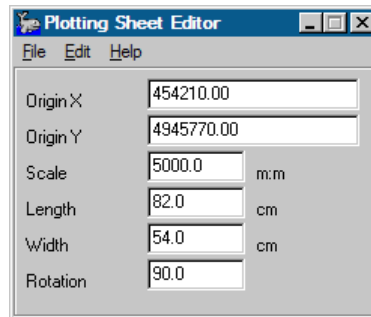 Plotting Sheet Editor
File Edit Help
Origin X 454210.00
Origin Y 4945770.00
Scale 5000.0 m:m
Length 82.0 cm
Width 54.0 cm
Rotation 90.0